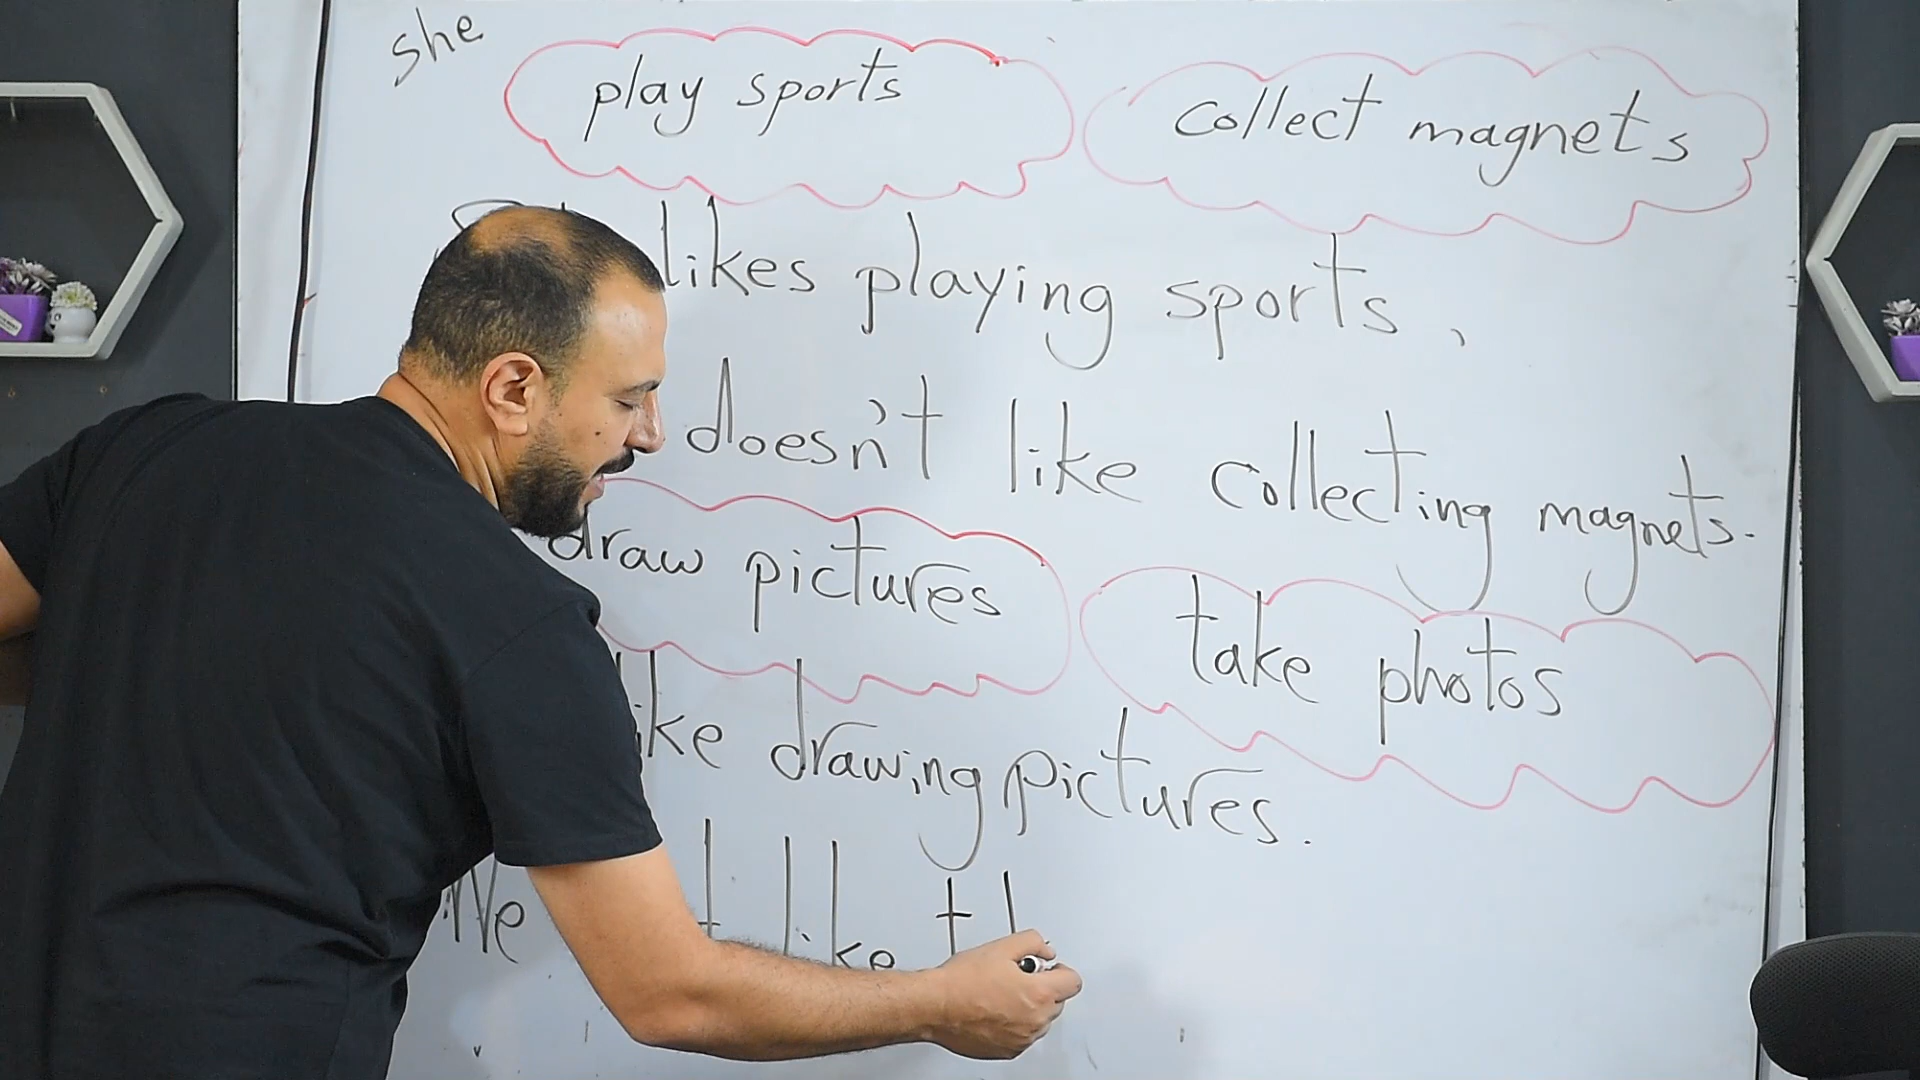 she
play sports
collect magnets
likes playing sports,
doesn't like collecting magnets.
draw pictures
take photos
drawing pictures.
We like